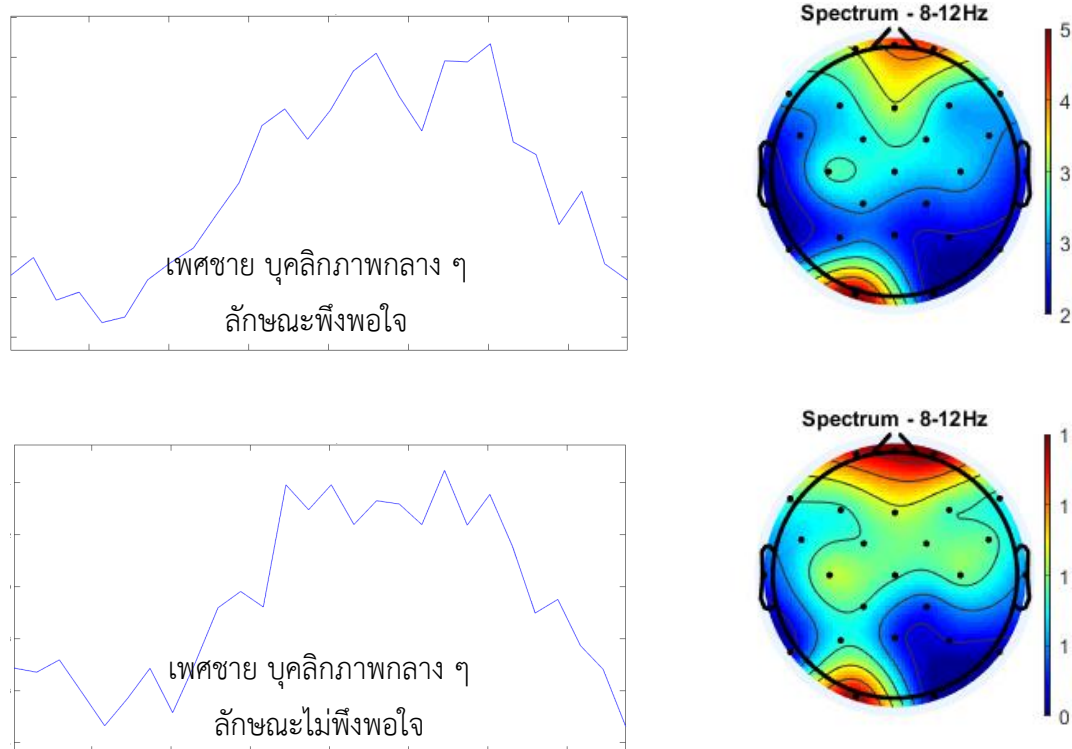 Spectrum - 8-12Hz
5
4
3
3
2
เพศชาย บุคลิกภาพกลาง ๆ
ลักษณะพึงพอใจ
Spectrum - 8-12Hz
1
1
1
1
1
0
เพศชาย บุคลิกภาพกลาง ๆ
ลักษณะไม่พึงพอใจ